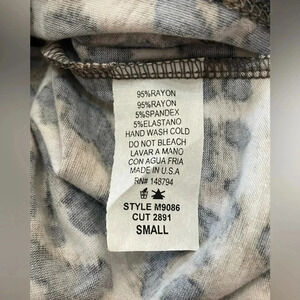 95%RAYON
95%RAYON
5%SPANDEX
5%ELASTANO
HAND WASH COLD
DO NOT BLEACH
LAVAR A MANO
CON AGUA FRIA
MADE IN U.S.A
RN# 148794
STYLE M9086
CUT 2891
SMALL